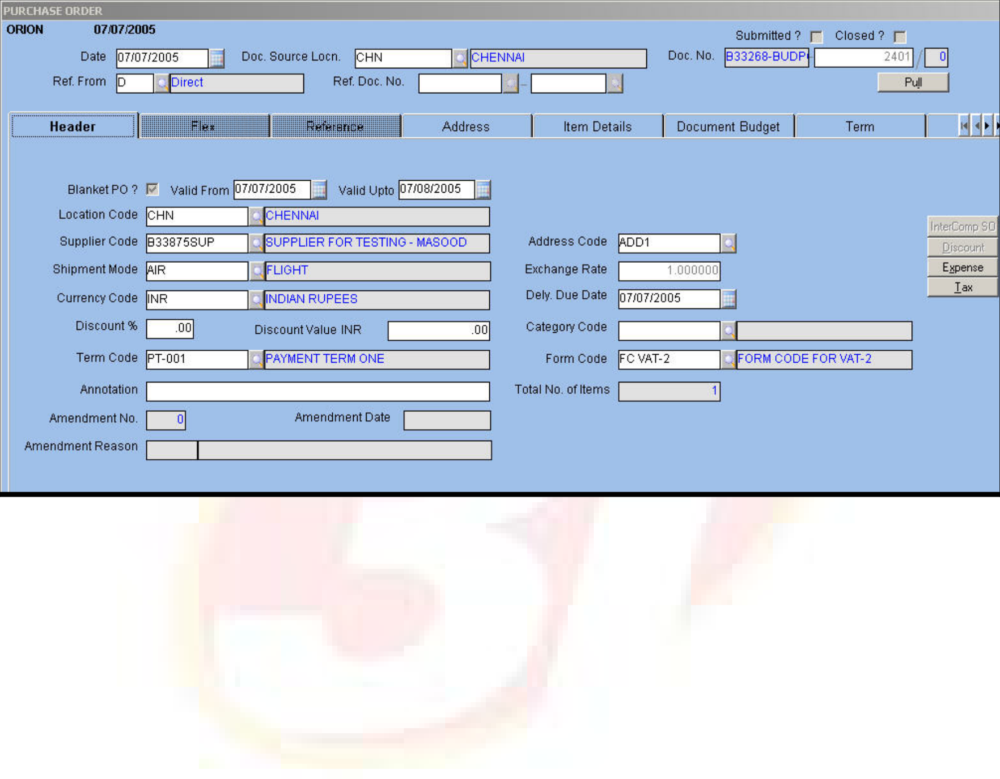 PURCHASE ORDER
ORION 07/07/2005
Submitted ? Closed ?
Date 07/07/2005 Doc. Source Locn. CHN CHENNAI Doc. No. B33268-BUDP - 2401 / 0
Ref. From D Direct Ref. Doc. No. – Pull
Header Flex Reference Address Item Details Document Budget Term
Blanket PO ? Valid From 07/07/2005 Valid Upto 07/08/2005
Location Code CHN CHENNAI
InterComp SO
Supplier Code B33875SUP SUPPLIER FOR TESTING - MASOOD Address Code ADD1
Discount
Shipment Mode AIR FLIGHT Exchange Rate 1.000000
Expense
Currency Code INR INDIAN RUPEES Dely. Due Date 07/07/2005
Tax
Discount % .00 Discount Value INR .00 Category Code
Term Code PT-001 PAYMENT TERM ONE Form Code FC VAT-2 FORM CODE FOR VAT-2
Annotation Total No. of Items 1
Amendment No. 0 Amendment Date
Amendment Reason